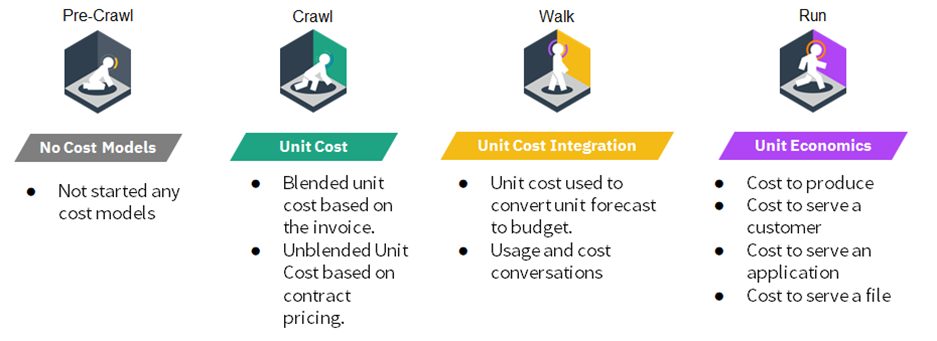 Pre-Crawl
Crawl
Walk
Run
No Cost Models
Unit Cost
Unit Cost Integration
Unit Economics
● Not started any
cost models
● Blended unit
cost based on
the invoice.
● Unblended Unit
Cost based on
contract
pricing.
● Unit cost used to
convert unit forecast
to budget.
● Usage and cost
conversations
● Cost to produce
● Cost to serve a
customer
● Cost to serve an
application
● Cost to serve a file